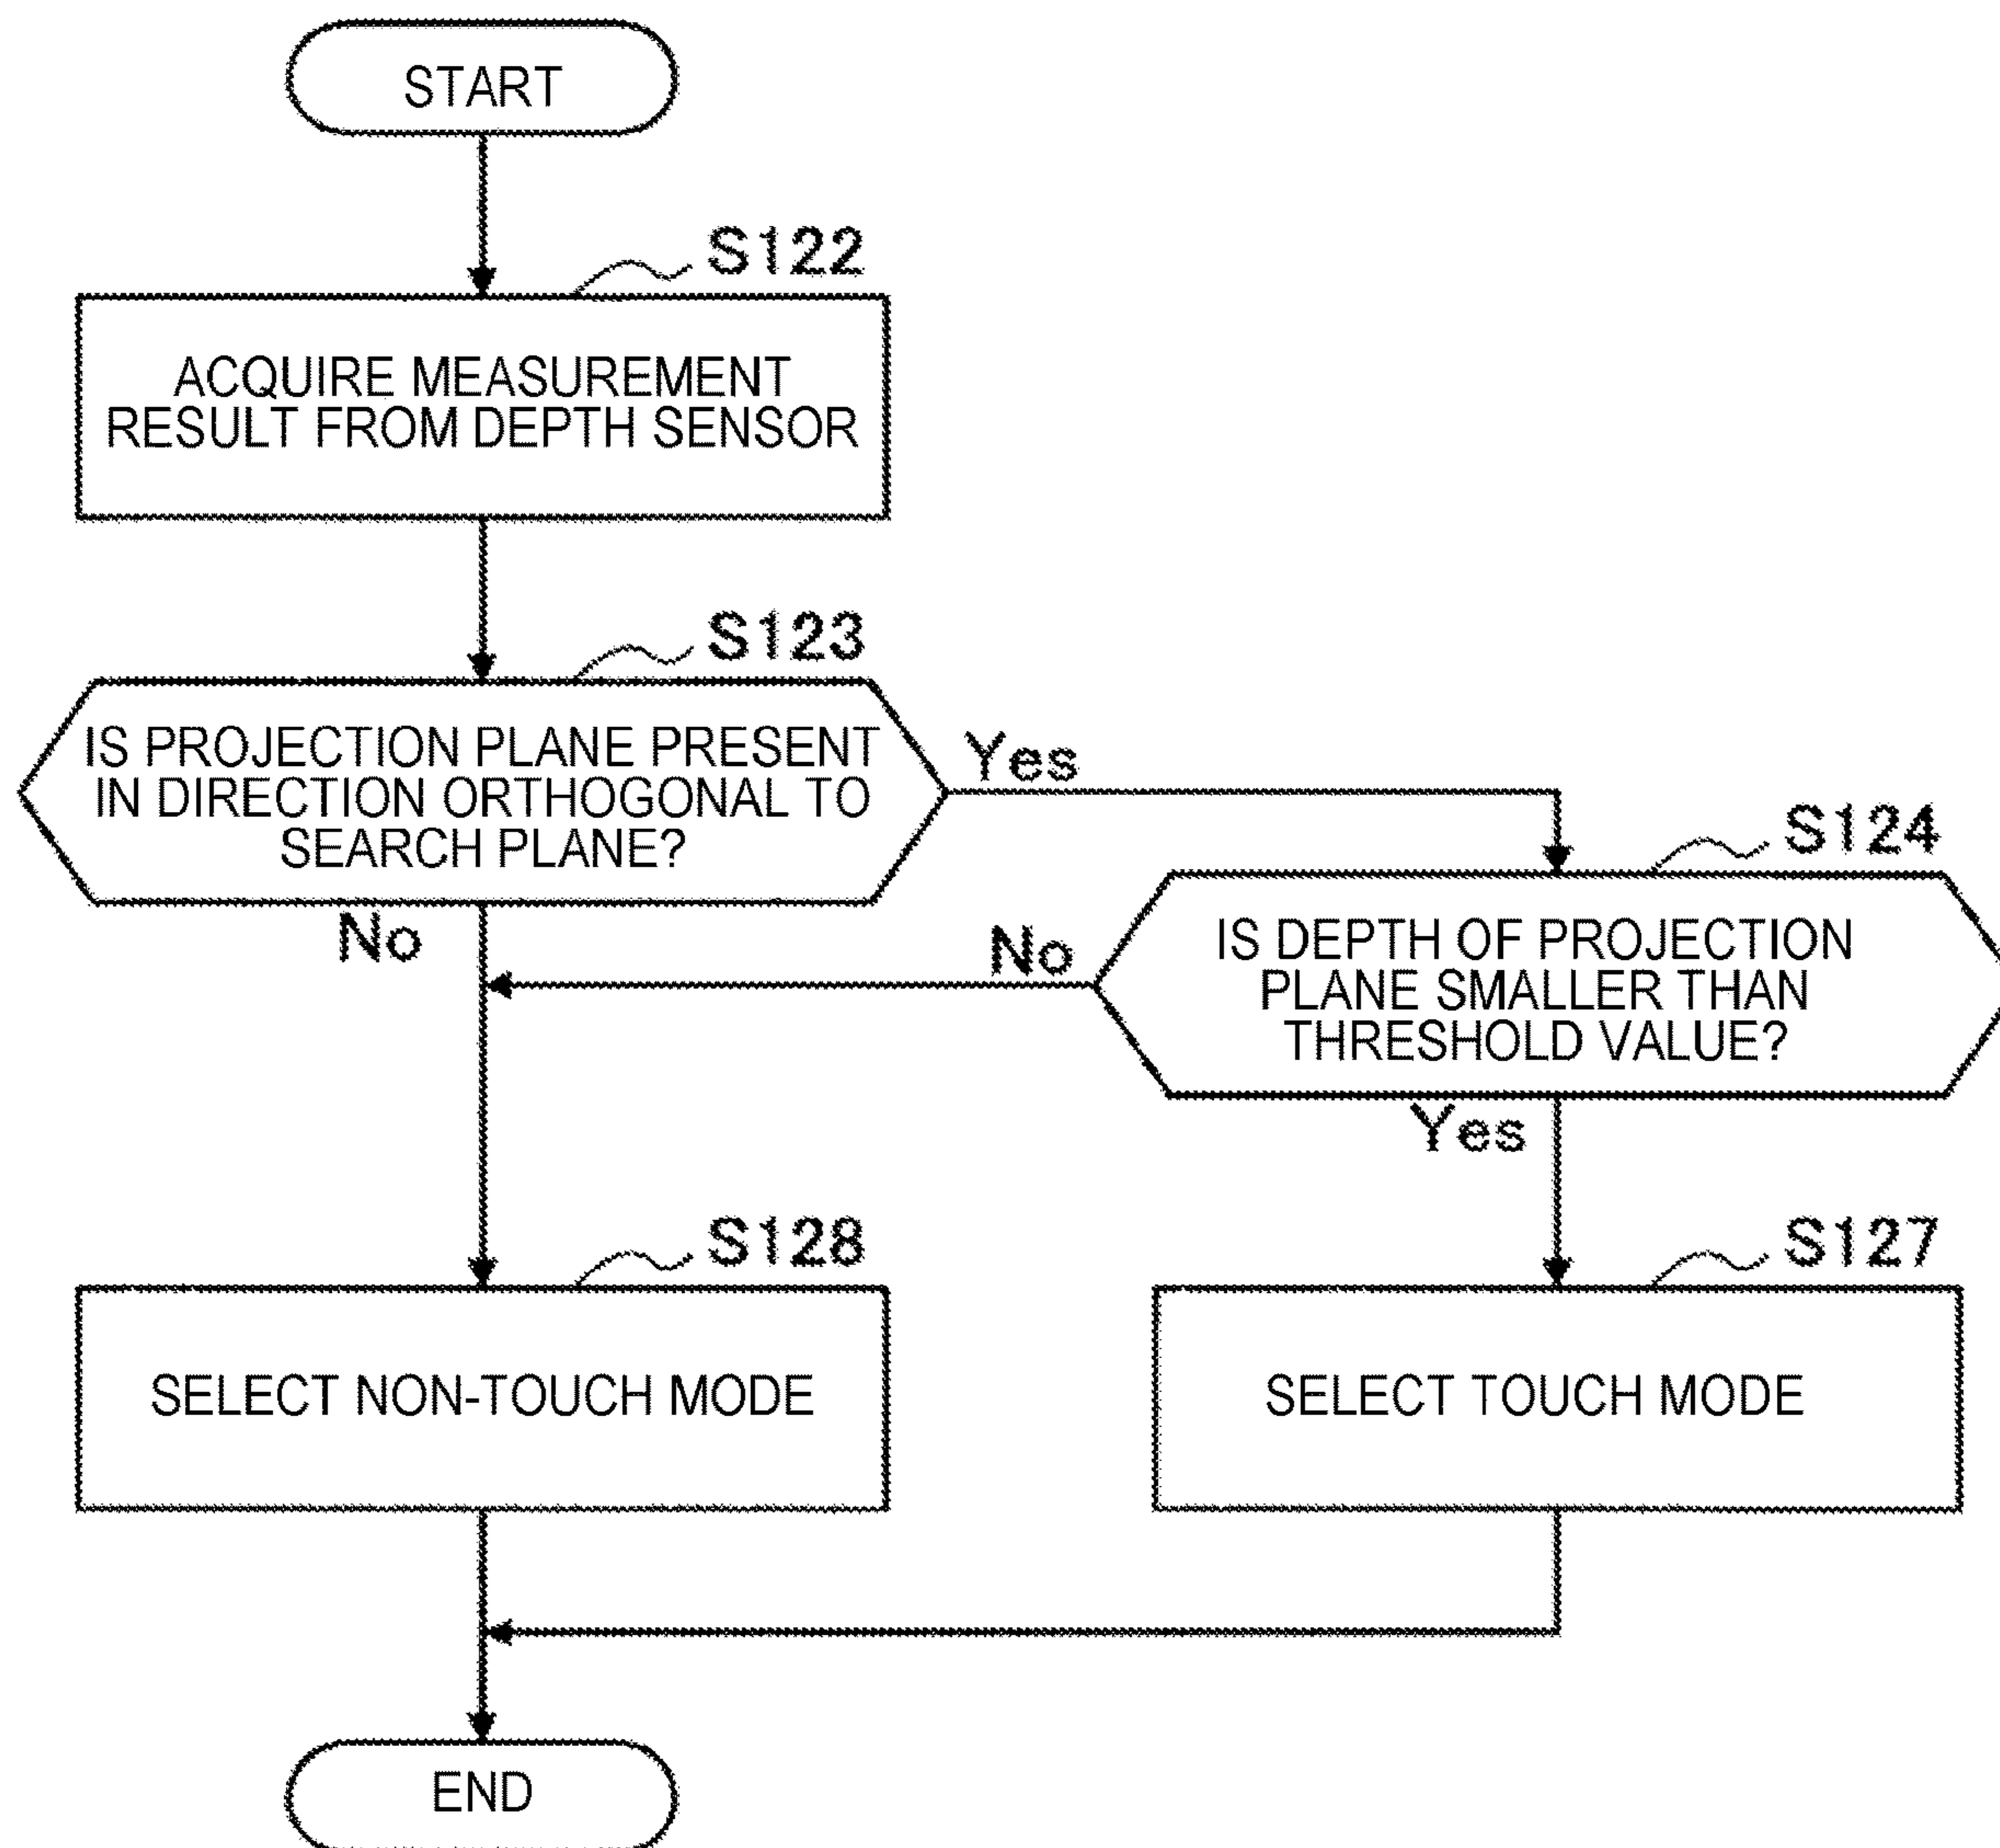 START
S122
ACQUIRE MEASUREMENT
RESULT FROM DEPTH SENSOR
S123
IS PROJECTION PLANE PRESENT
IN DIRECTION ORTHOGONAL TO
SEARCH PLANE?
Yes
No
S124
IS DEPTH OF PROJECTION
PLANE SMALLER THAN
THRESHOLD VALUE?
No
Yes
S128
SELECT NON-TOUCH MODE
S127
SELECT TOUCH MODE
END